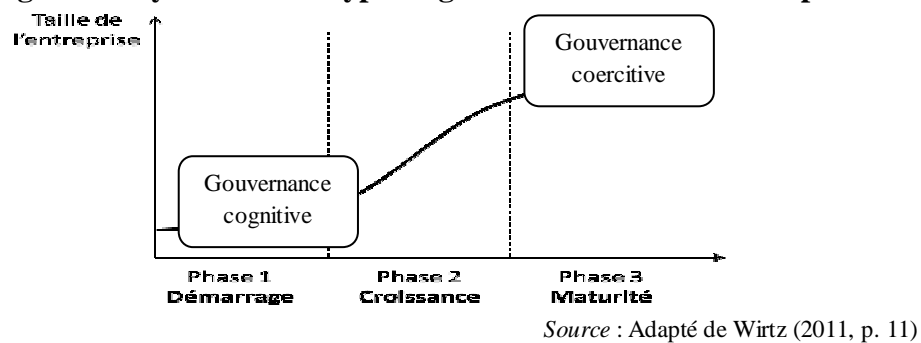 Taille de
l'entreprise
Gouvernance
coercitive
Gouvernance
cognitive
Phase 1
Démarrage
Phase 2
Croissance
Phase 3
Maturité
Source : Adapté de Wirtz (2011, p. 11)